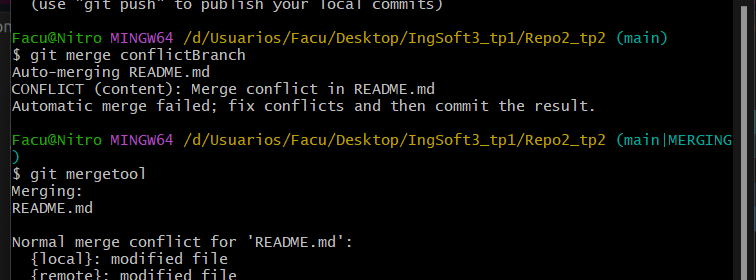 (use "git push" to publish your local commits)
Facu@Nitro MINGW64 /d/Usuarios/Facu/Desktop/IngSoft3_tp1/Repo2_tp2 (main)
$ git merge conflictBranch
Auto-merging README.md
CONFLICT (content): Merge conflict in README.md
Automatic merge failed; fix conflicts and then commit the result.
Facu@Nitro MINGW64 /d/Usuarios/Facu/Desktop/IngSoft3_tp1/Repo2_tp2 (main|MERGING
)
$ git mergetool
Merging:
README.md
Normal merge conflict for 'README.md':
{local}: modified file
{remote}: modified file